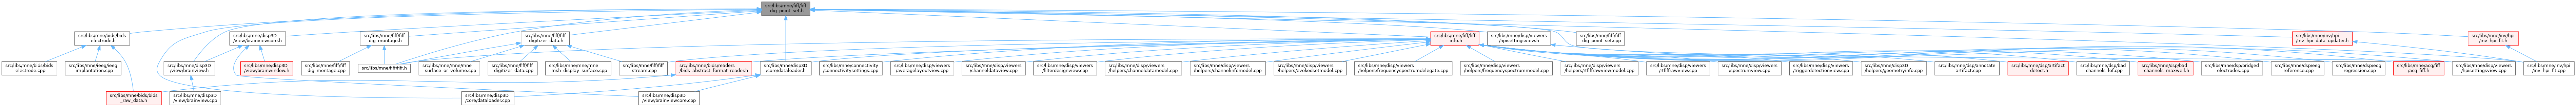 src/libs/mne/fiff/fiff
_dig_point_set.h
src/libs/mne/bids/bids
_electrode.h
src/libs/mne/disp3D
/view/brainviewcore.h
src/libs/mne/fiff/fiff
_dig_montage.h
src/libs/mne/fiff/fiff
_digitizer_data.h
src/libs/mne/fiff/fiff
_info.h
src/libs/mne/disp/viewers
/hpisettingsview.h
src/libs/mne/fiff/fiff
_dig_point_set.cpp
src/libs/mne/inv/hpi
/inv_hpi_data_updater.h
src/libs/mne/inv/hpi
/inv_hpi_fit.h
src/libs/mne/bids/bids
_electrode.cpp
src/libs/mne/eeg/eeg
_implantation.cpp
src/libs/mne/disp3D
/view/brainview.h
src/libs/mne/disp3D
/view/brainwindow.h
src/libs/mne/fiff/fiff
_dig_montage.cpp
src/libs/mne/fiff/fiff.h
src/libs/mne/mne/mne
_surface_or_volume.cpp
src/libs/mne/fiff/fiff
_digitizer_data.cpp
src/libs/mne/mne/mne
_msh_display_surface.cpp
src/libs/mne/fiff/fiff
_stream.cpp
src/libs/mne/bids/readers
/bids_abstract_format_reader.h
src/libs/mne/disp3D
/core/dataloader.h
src/libs/mne/connectivity
/connectivitysettings.cpp
src/libs/mne/disp/viewers
/averagelayoutview.cpp
src/libs/mne/disp/viewers
/channeldataview.cpp
src/libs/mne/disp/viewers
/filterdesignview.cpp
src/libs/mne/disp/viewers
/helpers/channeldatamodel.cpp
src/libs/mne/disp/viewers
/helpers/channelinfomodel.cpp
src/libs/mne/disp/viewers
/helpers/evokedsetmodel.cpp
src/libs/mne/disp/viewers
/helpers/frequencyspectrumdelegate.cpp
src/libs/mne/disp/viewers
/helpers/frequencyspectrummodel.cpp
src/libs/mne/disp/viewers
/helpers/rtfiffrawviewmodel.cpp
src/libs/mne/disp/viewers
/rtfiffrawview.cpp
src/libs/mne/disp/viewers
/spectrumview.cpp
src/libs/mne/disp/viewers
/triggerdetectionview.cpp
src/libs/mne/disp3D
/helpers/geometryinfo.cpp
src/libs/mne/dsp/annotate
_artifact.cpp
src/libs/mne/dsp/artifact
_detect.h
src/libs/mne/dsp/bad
_channels_lof.cpp
src/libs/mne/dsp/bad
_channels_maxwell.h
src/libs/mne/dsp/bridged
_electrodes.cpp
src/libs/mne/dsp/eeg
_reference.cpp
src/libs/mne/dsp/eog
_regression.cpp
src/libs/mne/acq/fiff
/acq_fiff.h
src/libs/mne/disp/viewers
/hpisettingsview.cpp
src/libs/mne/inv/hpi
/inv_hpi_fit.cpp
src/libs/mne/bids/bids
_raw_data.h
src/libs/mne/disp3D
/view/brainview.cpp
src/libs/mne/disp3D
/core/dataloader.cpp
src/libs/mne/disp3D
/view/brainviewcore.cpp